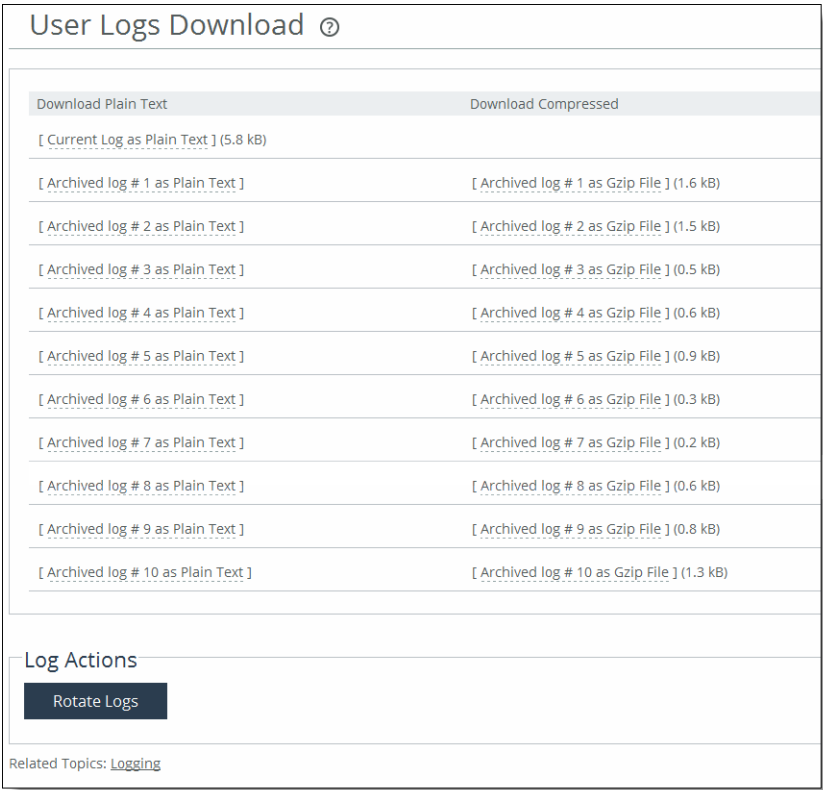 User Logs Download ?
Download Plain Text Download Compressed
[ Current Log as Plain Text ] (5.8 kB)
[ Archived log # 1 as Plain Text ] [ Archived log # 1 as Gzip File ] (1.6 kB)
[ Archived log # 2 as Plain Text ] [ Archived log # 2 as Gzip File ] (1.5 kB)
[ Archived log # 3 as Plain Text ] [ Archived log # 3 as Gzip File ] (0.5 kB)
[ Archived log # 4 as Plain Text ] [ Archived log # 4 as Gzip File ] (0.6 kB)
[ Archived log # 5 as Plain Text ] [ Archived log # 5 as Gzip File ] (0.9 kB)
[ Archived log # 6 as Plain Text ] [ Archived log # 6 as Gzip File ] (0.3 kB)
[ Archived log # 7 as Plain Text ] [ Archived log # 7 as Gzip File ] (0.2 kB)
[ Archived log # 8 as Plain Text ] [ Archived log # 8 as Gzip File ] (0.6 kB)
[ Archived log # 9 as Plain Text ] [ Archived log # 9 as Gzip File ] (0.8 kB)
[ Archived log # 10 as Plain Text ] [ Archived log # 10 as Gzip File ] (1.3 kB)
Log Actions
Rotate Logs
Related Topics: Logging